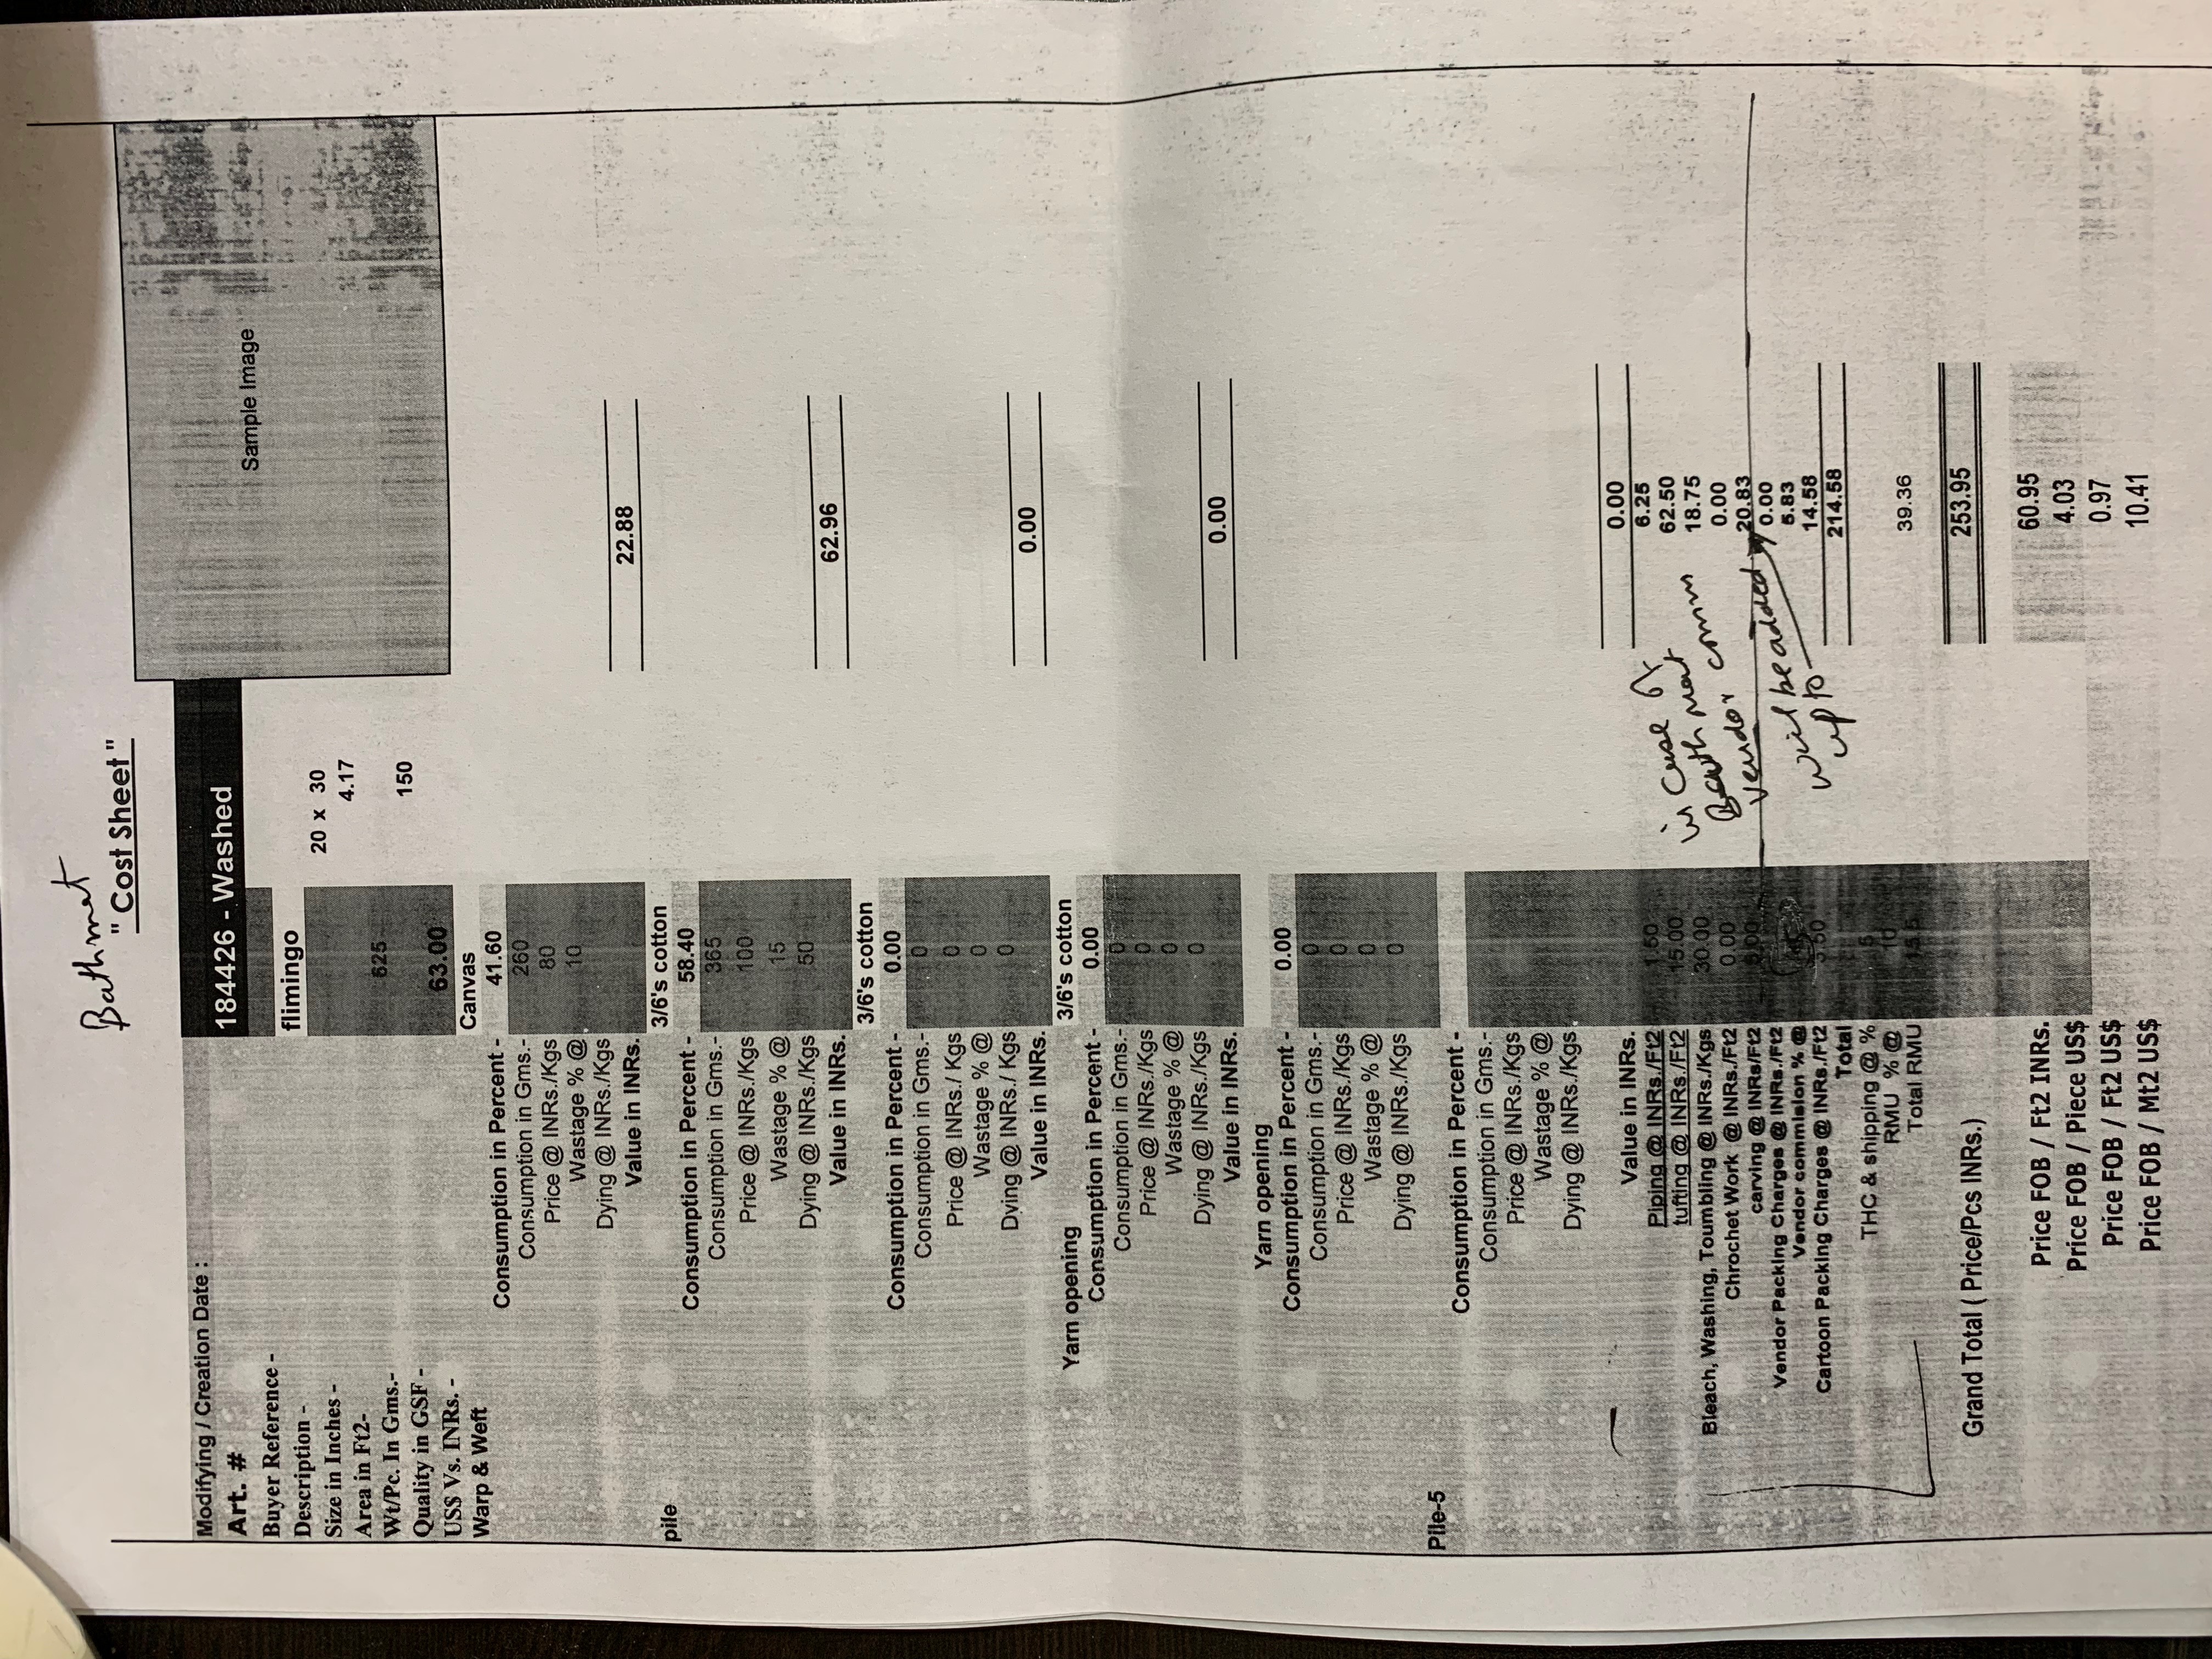 Bathmet
" Cost Sheet"
Modifying / Creation Date :
Art. # 184426 - Washed
Buyer Reference -
Description - flimingo
Size in Inches - 20 x 30
Area in Ft2- 4.17
Wt/Pc. In Gms.- 625
Quality in GSF - 150
US$ Vs. INRs. - 63.00
Warp & Weft Canvas
Consumption in Percent - 41.60
Consumption in Gms.- 260
Price @ INRs./Kgs 80
Wastage % @ 10
Dying @ INRs./Kgs
Value in INRs. 22.88
pile 3/6's cotton
Consumption in Percent - 58.40
Consumption in Gms.- 365
Price @ INRs./Kgs 100
Wastage % @ 15
Dying @ INRs./Kgs 50
Value in INRs. 62.96
3/6's cotton
Consumption in Percent - 0.00
Consumption in Gms.- 0
Price @ INRs./ Kgs 0
Wastage % @ 0
Dying @ INRs./ Kgs 0
Value in INRs. 0.00
Yarn opening 3/6's cotton
Consumption in Percent - 0.00
Consumption in Gms.- 0
Price @ INRs./Kgs 0
Wastage % @ 0
Dying @ INRs./Kgs 0
Value in INRs. 0.00
Yarn opening
Consumption in Percent - 0.00
Consumption in Gms.- 0
Price @ INRs./Kgs 0
Wastage % @ 0
Dying @ INRs./Kgs 0
Pile-5
Consumption in Percent -
Consumption in Gms.-
Price @ INRs./Kgs
Wastage % @
Dying @ INRs./Kgs
Value in INRs. 0.00
Piping @ INRs./Ft2 1.50 6.25
tufting @ INRs./Ft2 15.00 62.50
Bleach, Washing, Toumbling @ INRs./Kgs 30.00 18.75
Chrochet Work @ INRs./Ft2 0.00 0.00
carving @ INRs/Ft2 5.00 20.83
Vendor Packing Charges @ INRs./Ft2 0.00
Vendor commision % @ 5.83
Cartoon Packing Charges @ INRs./Ft2 3.50 14.58
Total 214.58
in case of
Bath mat
Vendor comm
will be added
up to
THC & shipping @ % 5
RMU % @ 10
Total RMU 15.5 39.36
Grand Total ( Price/Pcs INRs.) 253.95
Price FOB / Ft2 INRs. 60.95
Price FOB / Piece US$ 4.03
Price FOB / Ft2 US$ 0.97
Price FOB / Mt2 US$ 10.41